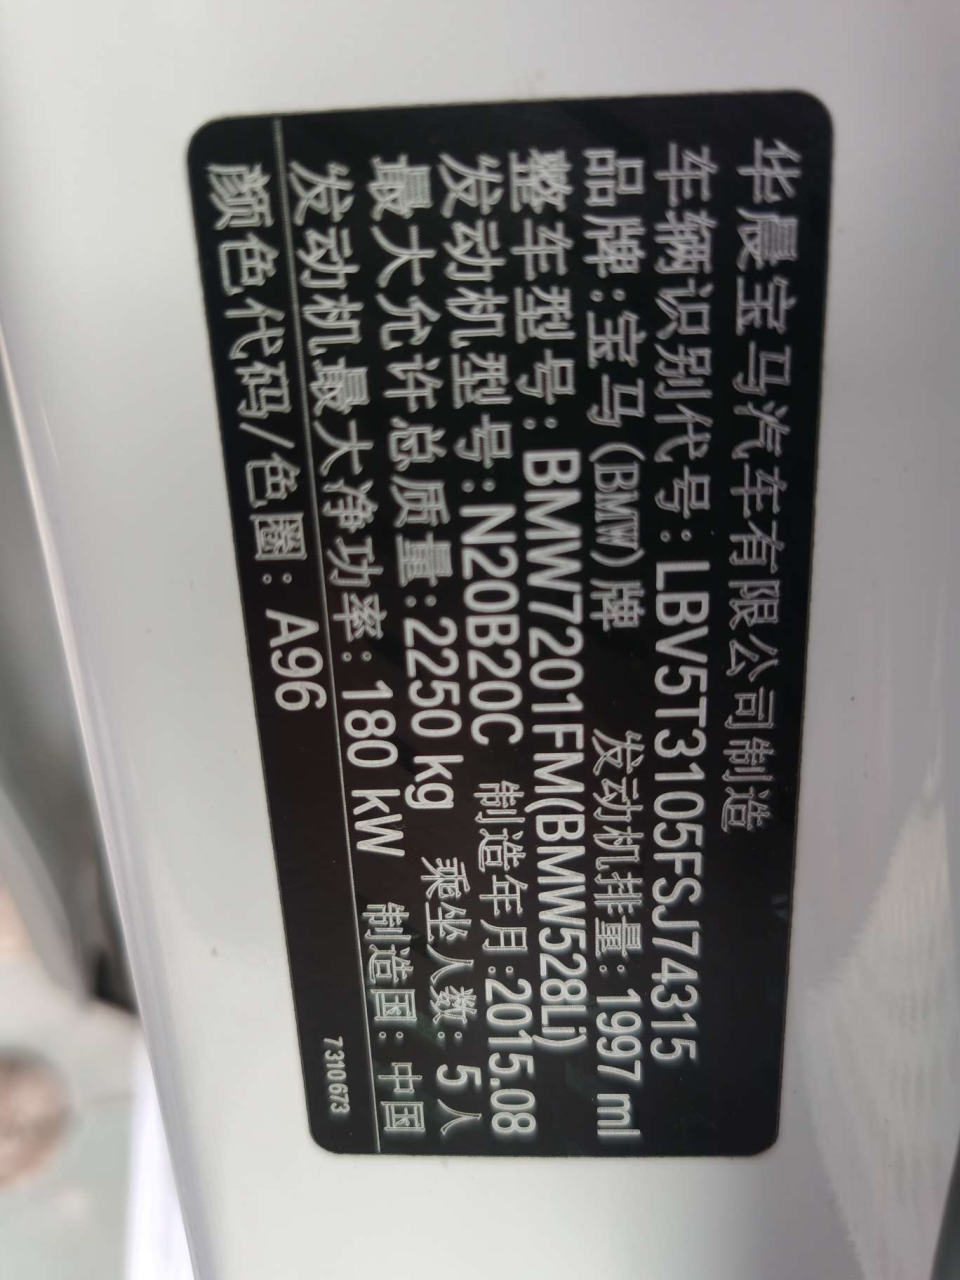 华晨宝马汽车有限公司制造
车辆识别代号：LBV5T3105FSJ74315
品牌：宝马（BMW）牌 发动机排量：1997 ml
整车型号：BMW7201FM(BMW528Li)
发动机型号：N20B20C 制造年月：2015.08
最大允许总质量：2250 kg 乘坐人数：5人
发动机最大净功率：180 kW 制造国：中国
颜色代码/色圈：A96
7310673